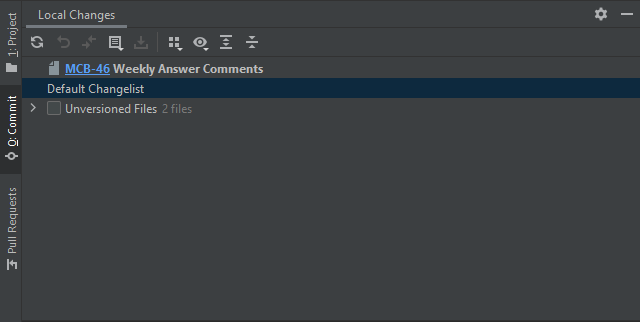 Local Changes
1: Project
MCB-46 Weekly Answer Comments
Default Changelist
Unversioned Files 2 files
0: Commit
Pull Requests